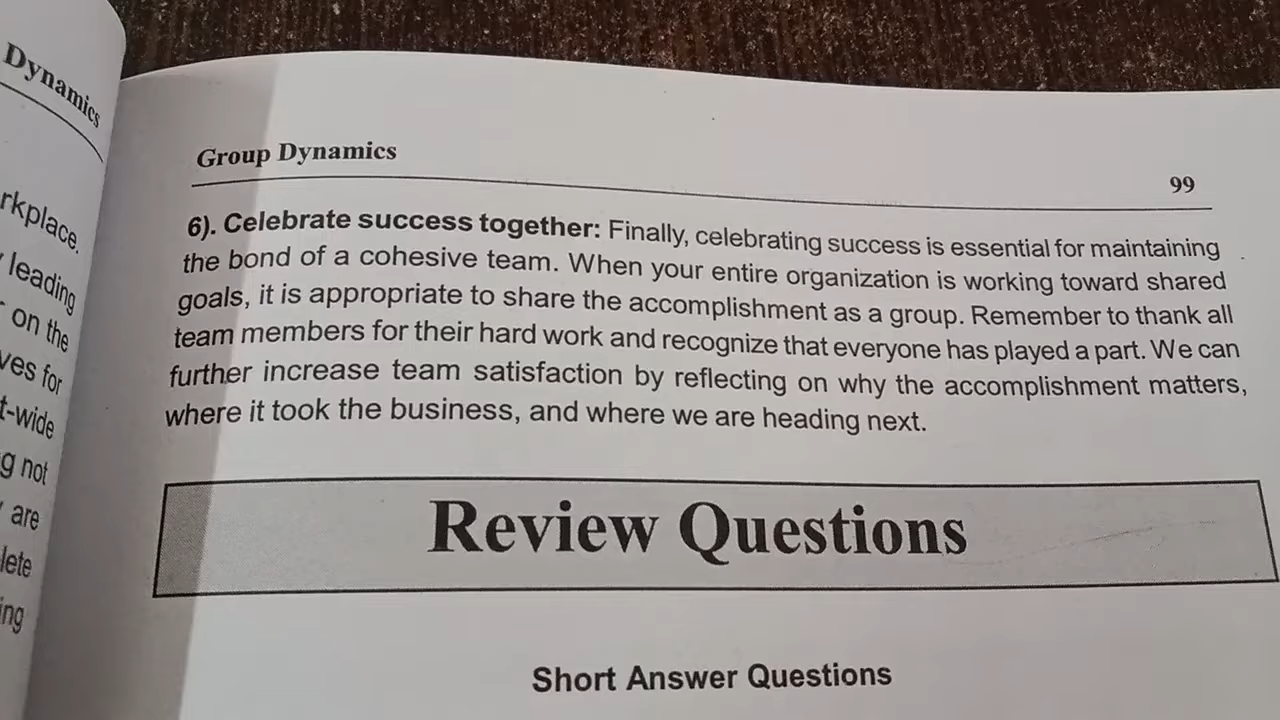 Dynamics
rkplace.
leading
on the
ves for
t-wide
g not
are
lete
ing
Group Dynamics
99
6). Celebrate success together: Finally, celebrating success is essential for maintaining
the bond of a cohesive team. When your entire organization is working toward shared
goals, it is appropriate to share the accomplishment as a group. Remember to thank all
team members for their hard work and recognize that everyone has played a part. We can
further increase team satisfaction by reflecting on why the accomplishment matters,
where it took the business, and where we are heading next.
Review Questions
Short Answer Questions